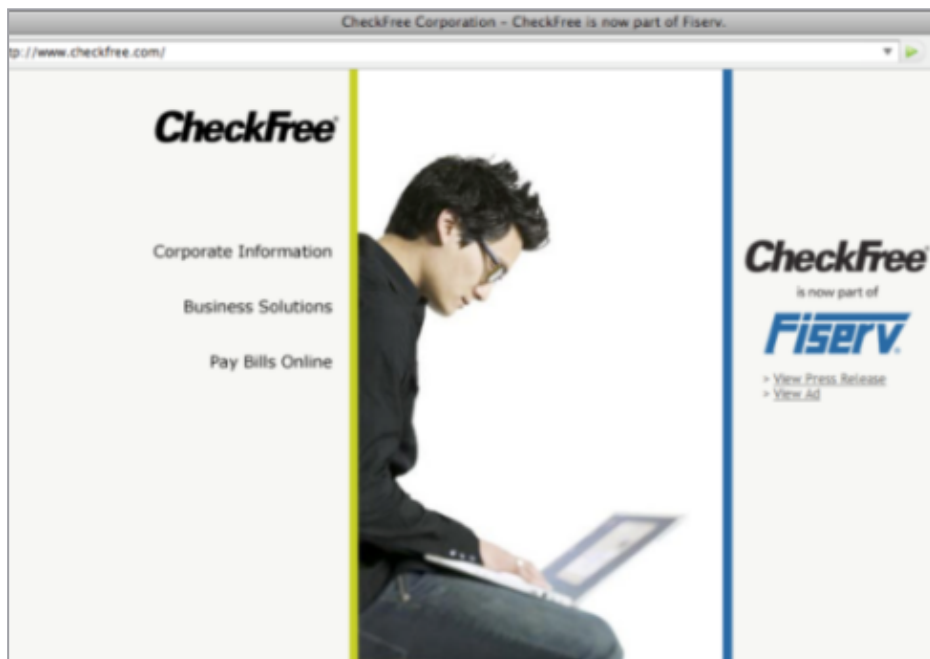 CheckFree Corporation – CheckFree is now part of Fiserv.
tp://www.checkfree.com/
CheckFree
Corporate Information
Business Solutions
Pay Bills Online
CheckFree
is now part of
Fiserv.
> View Press Release
> View Ad